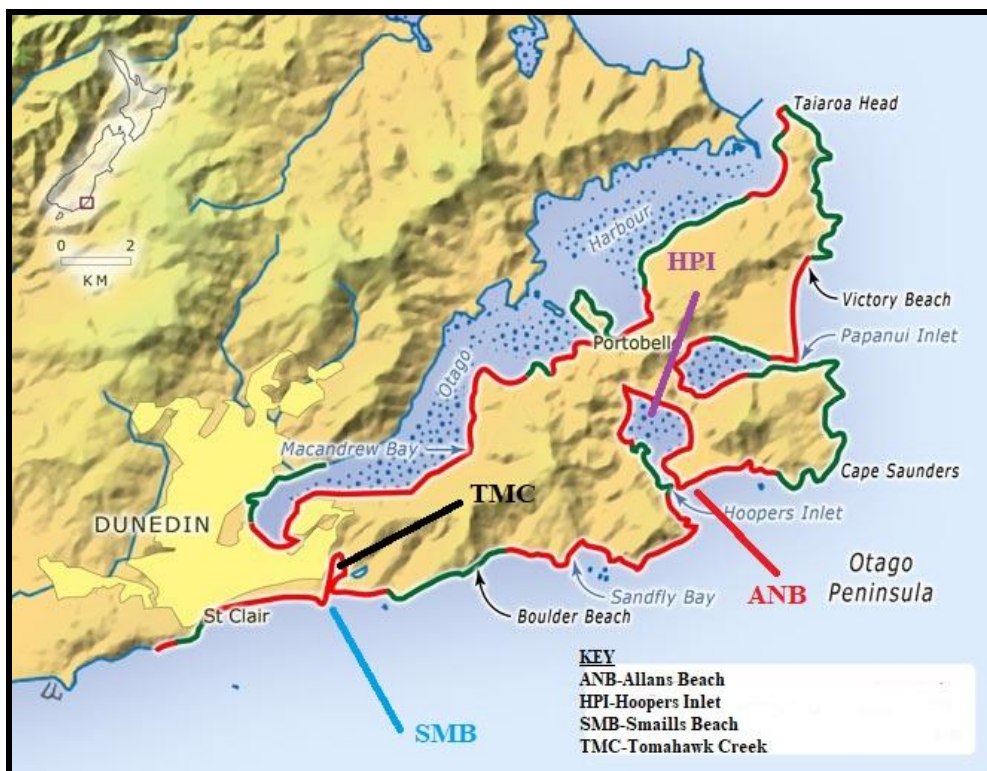 Taiaroa Head
Harbour
HPI
0 2
KM
Victory Beach
Portobello
Papanui Inlet
Otago
Macandrew Bay
Cape Saunders
TMC
Hoopers Inlet
DUNEDIN
Otago
Peninsula
ANB
Sandfly Bay
St Clair
Boulder Beach
SMB
KEY
ANB-Allans Beach
HPI-Hoopers Inlet
SMB-Smaills Beach
TMC-Tomahawk Creek